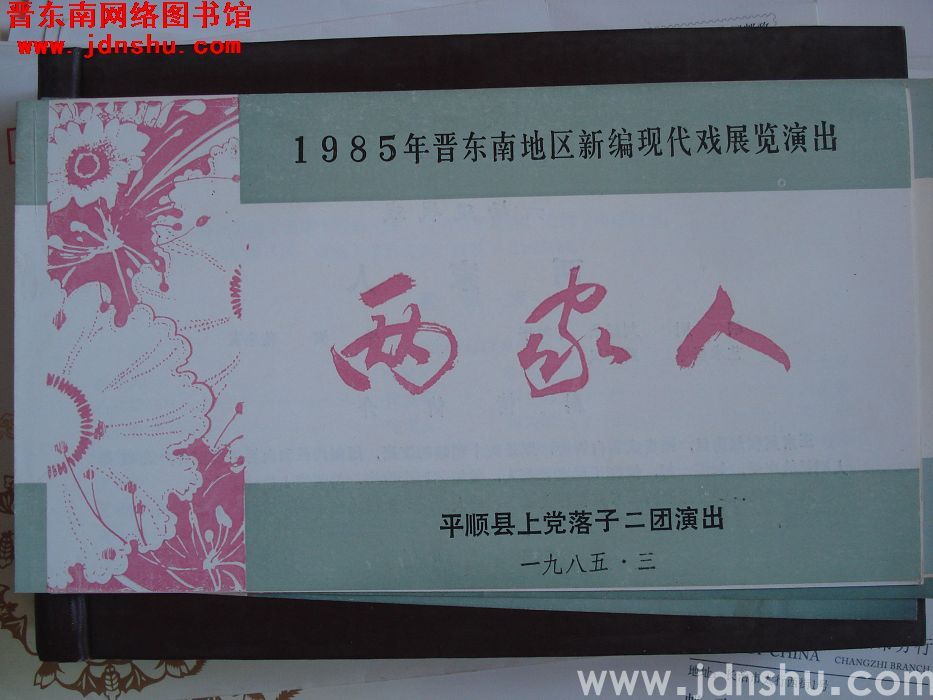 晋东南网络图书馆
www.jdnshu.com
1985年晋东南地区新编现代戏展览演出
两家人
平顺县上党落子二团演出
一九八五·三
CHINA
CHANGZHI BRANCH
www.jdnshu.com